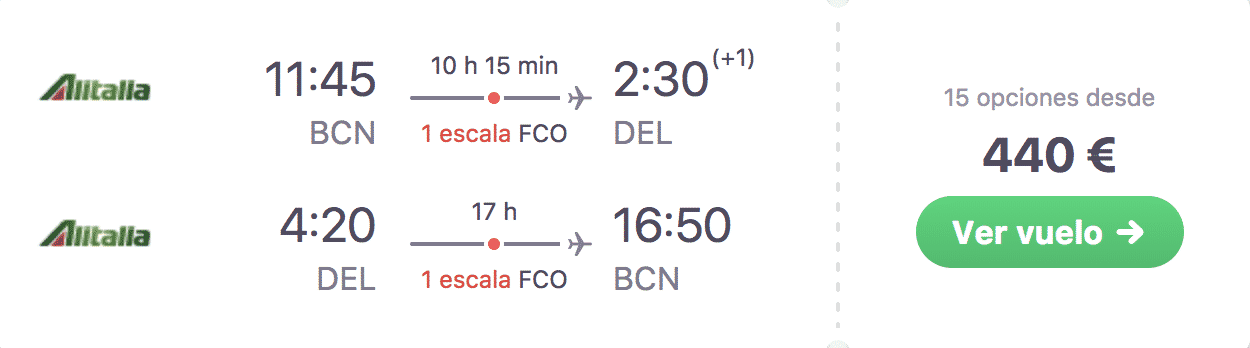 Alitalia
11:45
10 h 15 min
2:30(+1)
BCN
1 escala FCO
DEL
Alitalia
4:20
17 h
16:50
DEL
1 escala FCO
BCN
15 opciones desde
440 €
Ver vuelo →